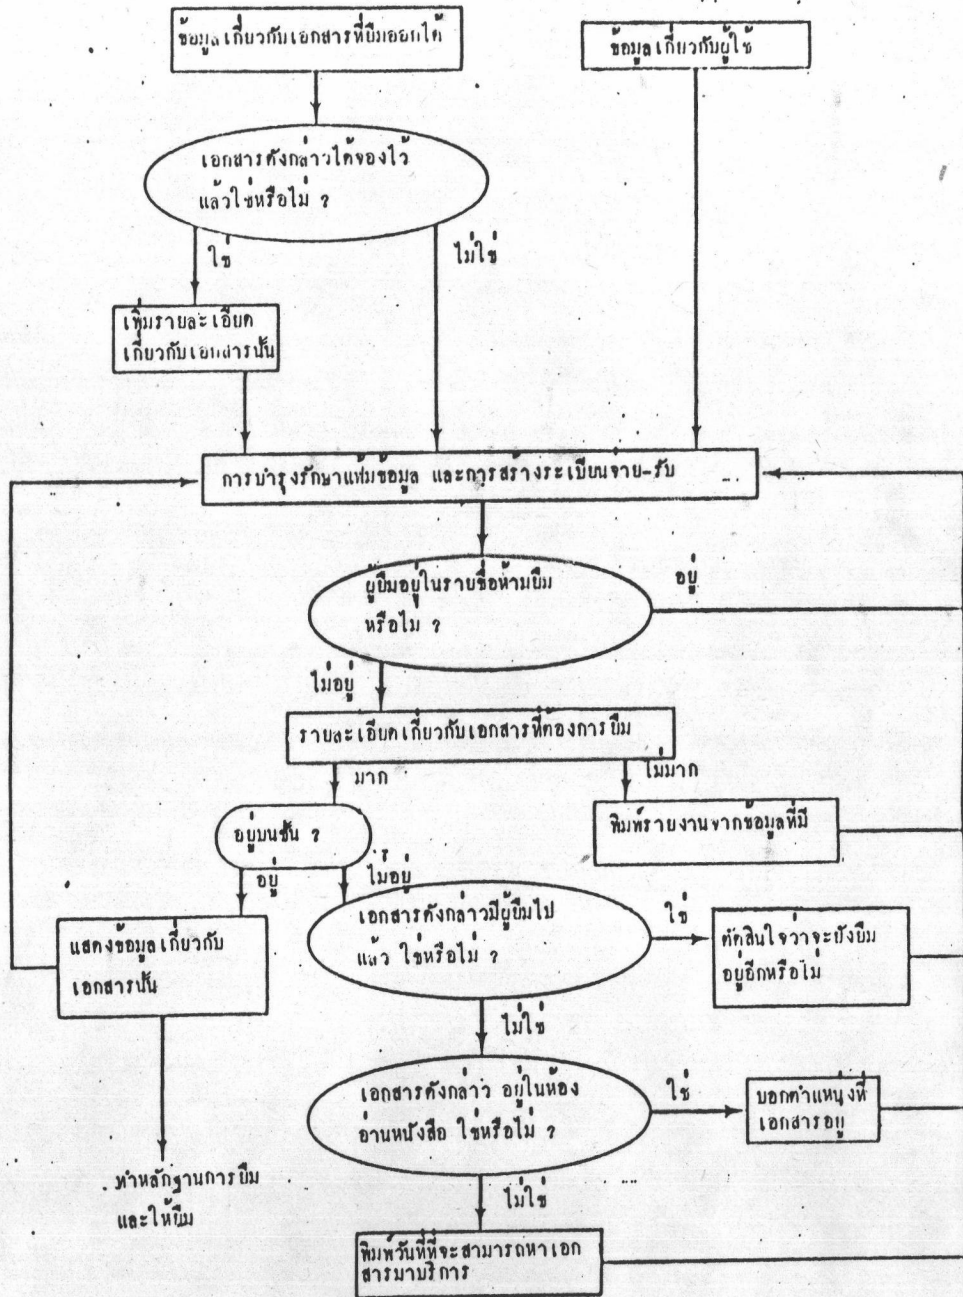 ข้อมูลเกี่ยวกับเอกสารที่ยืมออกได้
ข้อมูลเกี่ยวกับผู้ใช้
เอกสารดังกล่าวได้จองไว้
แล้วใช่หรือไม่ ?
ใช่
ไม่ใช่
เพิ่มรายละเอียด
เกี่ยวกับเอกสารนั้น
การบำรุงรักษาแฟ้มข้อมูล และการสร้างระเบียนจ่าย-รับ
ผู้ยืมอยู่ในรายชื่อห้ามยืม
หรือไม่ ?
อยู่
ไม่อยู่
รายละเอียดเกี่ยวกับเอกสารที่ต้องการยืม
มาก
ไม่มาก
อยู่บนชั้น ?
พิมพ์รายงานจากข้อมูลที่มี
อยู่
ไม่อยู่
เอกสารดังกล่าวมีผู้ยืมไป
แล้ว ใช่หรือไม่ ?
ใช่
ตัดสินใจว่าจะยังยืม
อยู่อีกหรือไม่
แสดงข้อมูลเกี่ยวกับ
เอกสารนั้น
ไม่ใช่
เอกสารดังกล่าว อยู่ในห้อง
อ่านหนังสือ ใช่หรือไม่ ?
ใช่
บอกตำแหน่งที่
เอกสารอยู่
ทำหลักฐานการยืม
และให้ยืม
ไม่ใช่
พิมพ์วันที่ที่จะสามารถหาเอก
สารมาบริการ